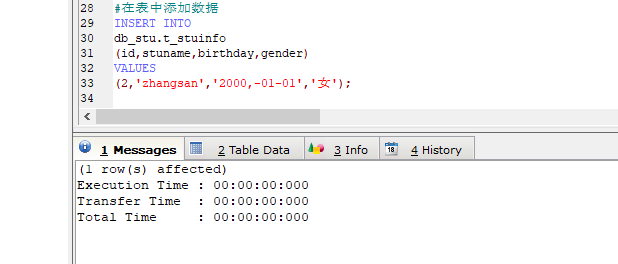 28 #在表中添加数据
29 INSERT INTO
30 db_stu.t_stuinfo
31 (id,stuname,birthday,gender)
32 VALUES
33 (2,'zhangsan','2000,-01-01','女');
34
1 Messages 2 Table Data 3 Info 18 4 History
(1 row(s) affected)
Execution Time : 00:00:00:000
Transfer Time : 00:00:00:000
Total Time : 00:00:00:000